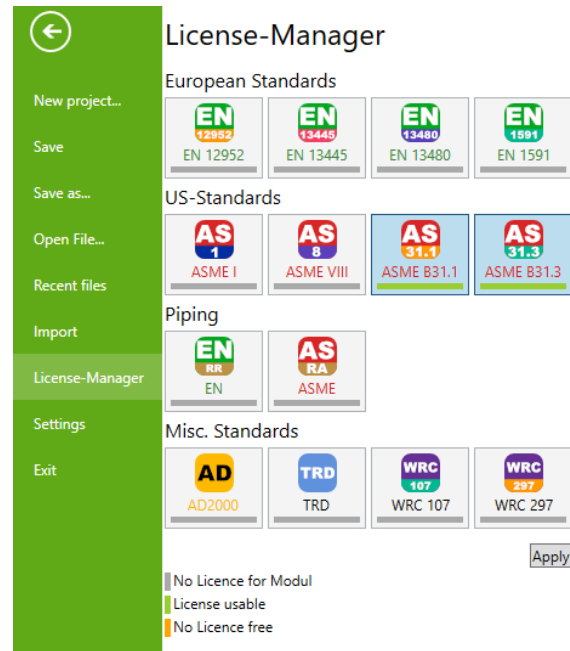 License-Manager
New project...
Save
Save as...
Open File...
Recent files
Import
License-Manager
Settings
Exit
European Standards
EN EN EN EN
12952 13445 13480 1591
EN 12952 EN 13445 EN 13480 EN 1591
US-Standards
AS AS AS AS
1 8 31.1 31.3
ASME I ASME VIII ASME B31.1 ASME B31.3
Piping
EN AS
RR RA
EN ASME
Misc. Standards
AD TRD WRC WRC
107 297
AD2000 TRD WRC 107 WRC 297
Apply
No Licence for Modul
License usable
No Licence free